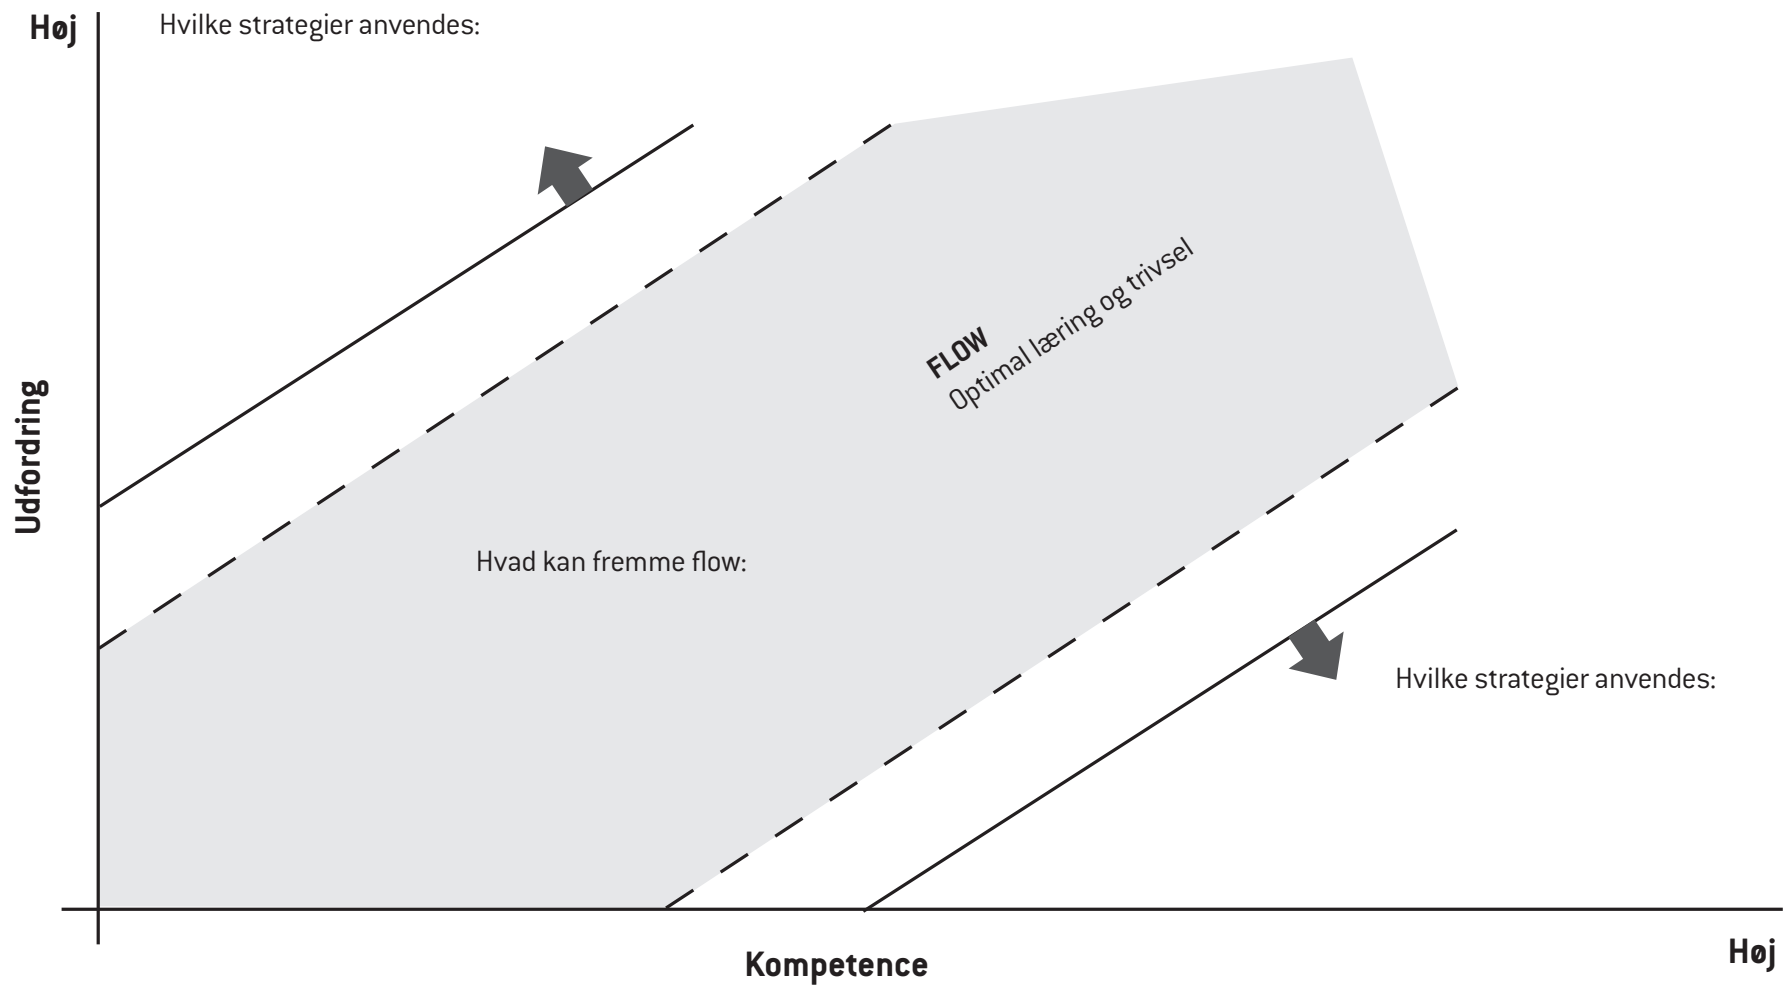 Høj
Hvilke strategier anvendes:
FLOW
Optimal læring og trivsel
Udfordring
Hvad kan fremme flow:
Hvilke strategier anvendes:
Kompetence
Høj